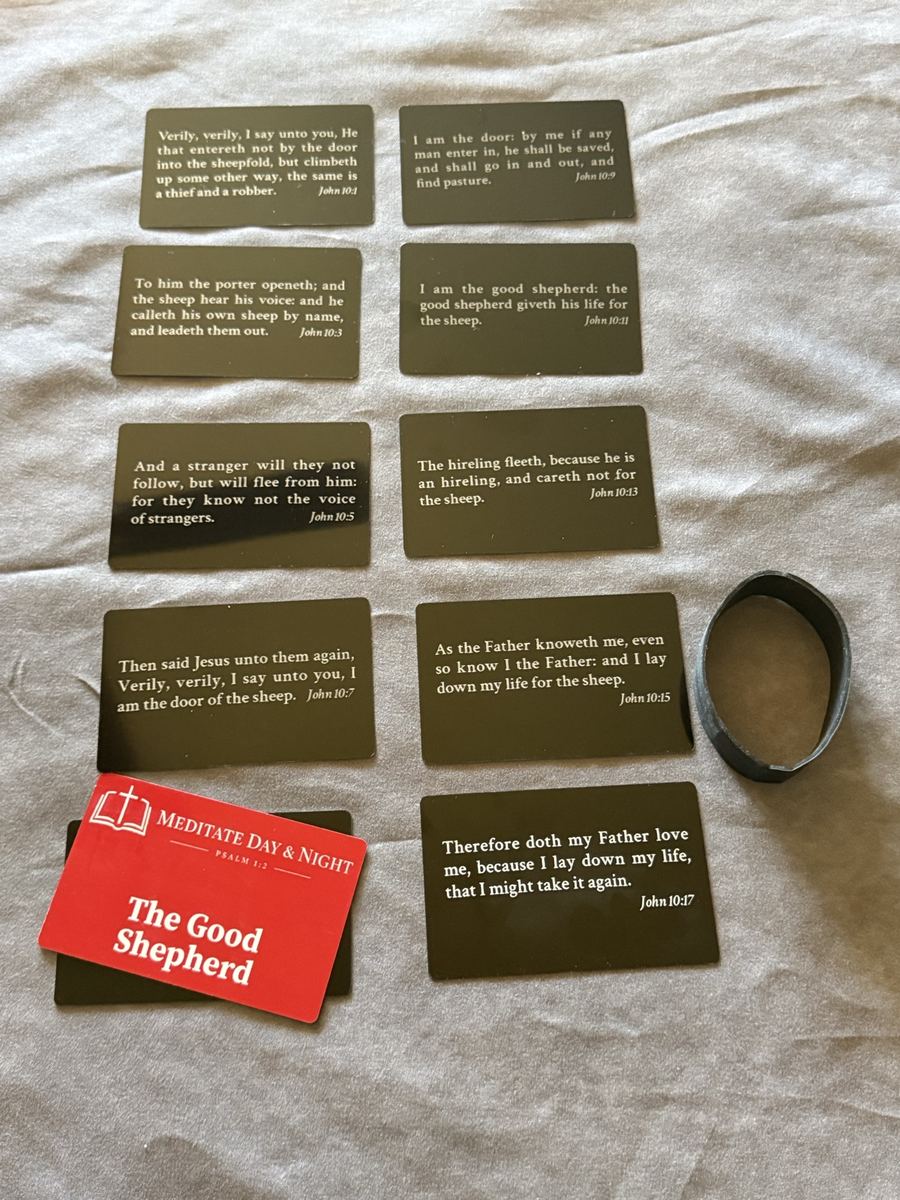 Verily, verily, I say unto you, He
that entereth not by the door
into the sheepfold, but climbeth
up some other way, the same is
a thief and a robber. John 10:1
To him the porter openeth; and
the sheep hear his voice: and he
calleth his own sheep by name,
and leadeth them out. John 10:3
And a stranger will they not
follow, but will flee from him:
for they know not the voice
of strangers. John 10:5
Then said Jesus unto them again,
Verily, verily, I say unto you, I
am the door of the sheep. John 10:7
MEDITATE DAY & NIGHT
PSALM 1:2
The Good
Shepherd
I am the door: by me if any
man enter in, he shall be saved,
and shall go in and out, and
find pasture. John 10:9
I am the good shepherd: the
good shepherd giveth his life for
the sheep. John 10:11
The hireling fleeth, because he is
an hireling, and careth not for
the sheep. John 10:13
As the Father knoweth me, even
so know I the Father: and I lay
down my life for the sheep.
John 10:15
Therefore doth my Father love
me, because I lay down my life,
that I might take it again.
John 10:17